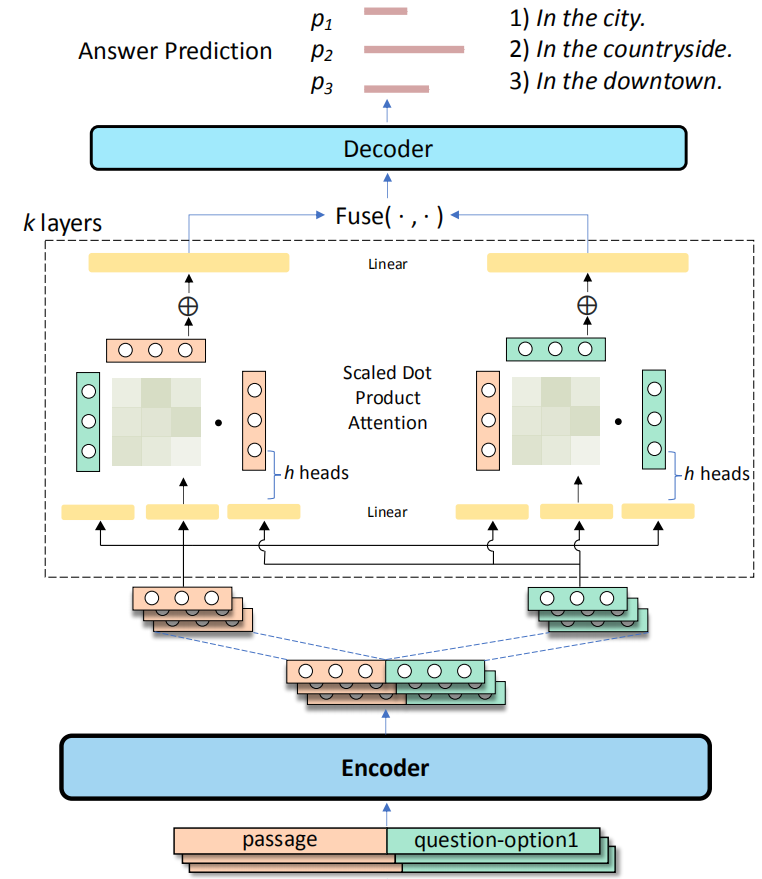 p1 1) In the city.
Answer Prediction p2 2) In the countryside.
p3 3) In the downtown.
Decoder
k layers
Fuse( · , · )
Linear
Scaled Dot
Product
Attention
h heads h heads
Linear
Encoder
passage question-option1